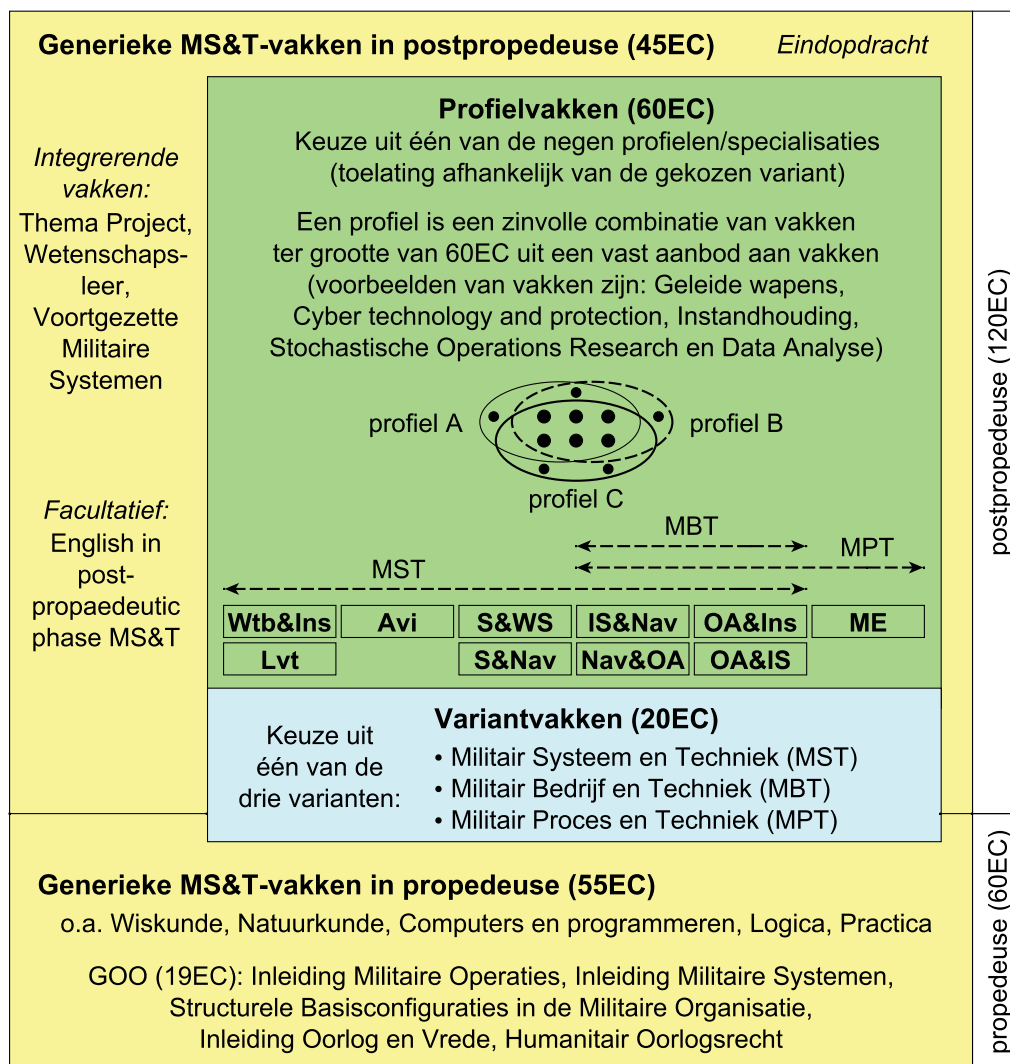 Generieke MS&T-vakken in postpropedeuse (45EC)
Eindopdracht
Integrerende
vakken:
Thema Project,
Wetenschaps-
leer,
Voortgezette
Militaire
Systemen
Facultatief:
English in
post-
propaedeutic
phase MS&T
Profielvakken (60EC)
Keuze uit één van de negen profielen/specialisaties
(toelating afhankelijk van de gekozen variant)
Een profiel is een zinvolle combinatie van vakken
ter grootte van 60EC uit een vast aanbod aan vakken
(voorbeelden van vakken zijn: Geleide wapens,
Cyber technology and protection, Instandhouding,
Stochastische Operations Research en Data Analyse)
profiel A
profiel B
profiel C
MBT
MPT
MST
Wtb&Ins Avi S&WS IS&Nav OA&Ins ME
Lvt S&Nav Nav&OA OA&IS
Keuze uit
één van de
drie varianten:
Variantvakken (20EC)
• Militair Systeem en Techniek (MST)
• Militair Bedrijf en Techniek (MBT)
• Militair Proces en Techniek (MPT)
postpropedeuse (120EC)
Generieke MS&T-vakken in propedeuse (55EC)
o.a. Wiskunde, Natuurkunde, Computers en programmeren, Logica, Practica
GOO (19EC): Inleiding Militaire Operaties, Inleiding Militaire Systemen,
Structurele Basisconfiguraties in de Militaire Organisatie,
Inleiding Oorlog en Vrede, Humanitair Oorlogsrecht
propedeuse (60EC)